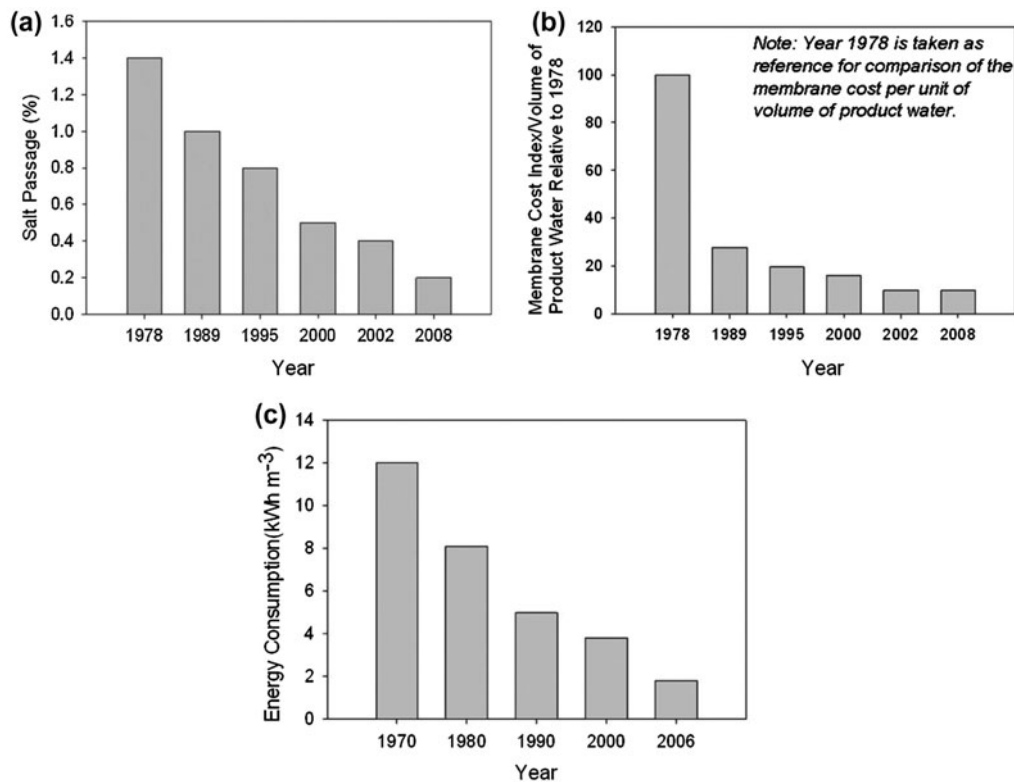 (a)
Salt Passage (%)
1.6
1.4
1.2
1.0
0.8
0.6
0.4
0.2
0.0
1978 1989 1995 2000 2002 2008
Year
(b)
Membrane Cost Index/Volume of
Product Water Relative to 1978
120
100
80
60
40
20
0
Note: Year 1978 is taken as
reference for comparison of the
membrane cost per unit of
volume of product water.
1978 1989 1995 2000 2002 2008
Year
(c)
Energy Consumption(kWh m⁻³)
14
12
10
8
6
4
2
0
1970 1980 1990 2000 2006
Year